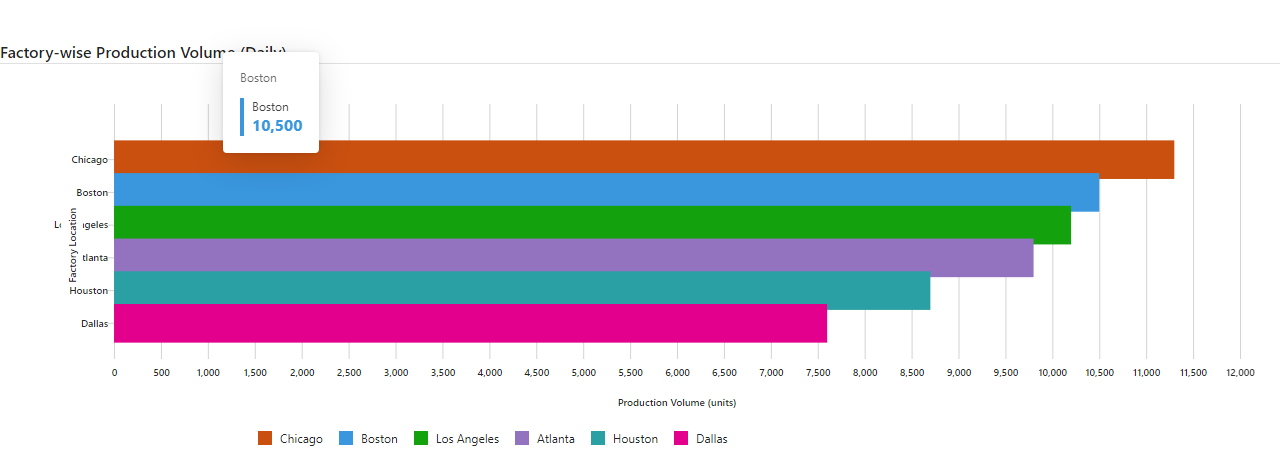 Factory-wise Production Volume (Daily)
Boston
Boston
10,500
Chicago
Boston
Factory Location
Houston
Dallas
0 500 1,000 1,500 2,000 2,500 3,000 3,500 4,000 4,500 5,000 5,500 6,000 6,500 7,000 7,500 8,000 8,500 9,000 9,500 10,000 10,500 11,000 11,500 12,000
Production Volume (units)
Chicago Boston Los Angeles Atlanta Houston Dallas